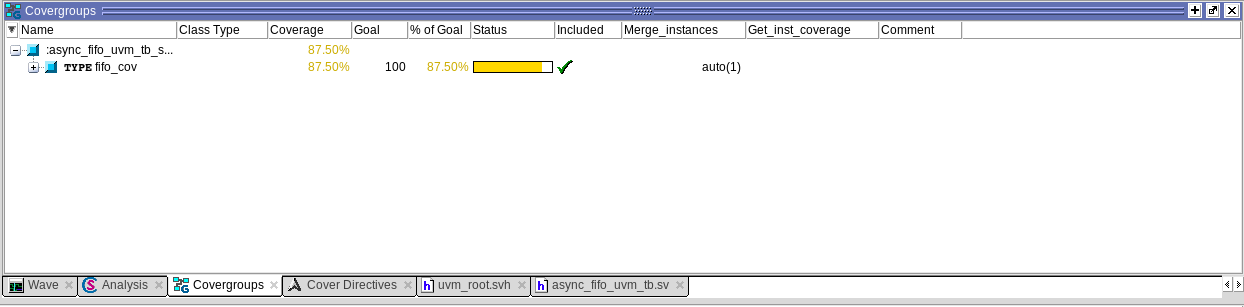 Covergroups
Name Class Type Coverage Goal % of Goal Status Included Merge_instances Get_inst_coverage Comment
:async_fifo_uvm_tb_s... 87.50%
TYPE fifo_cov 87.50% 100 87.50% auto(1)
Wave Analysis Covergroups Cover Directives uvm_root.svh async_fifo_uvm_tb.sv